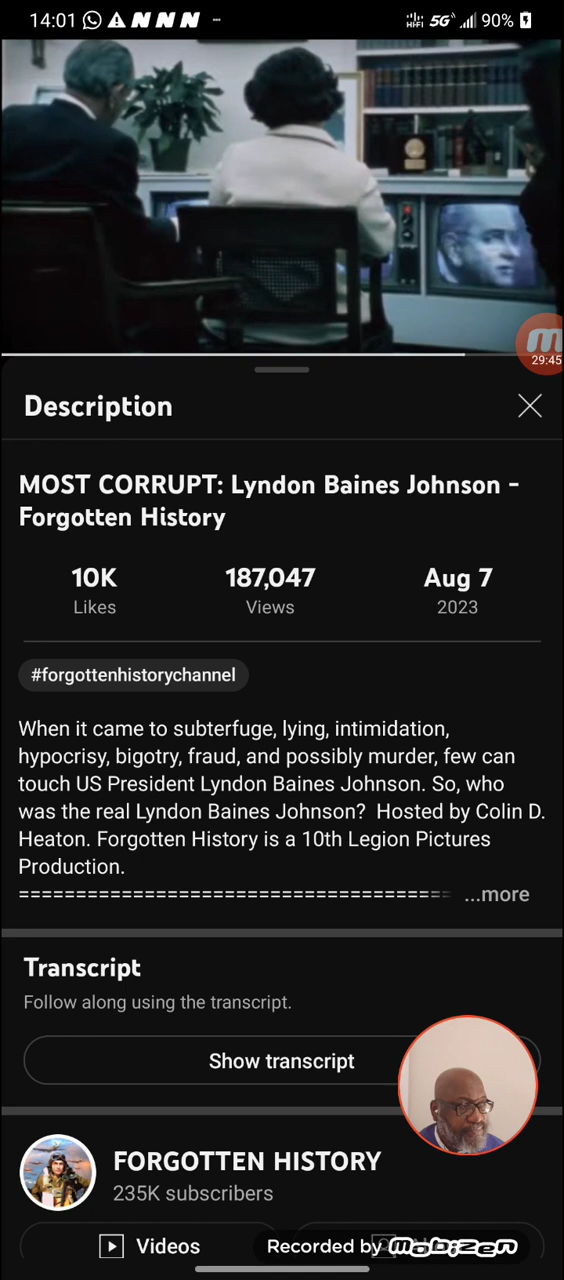 14:01 N N N HIFI 5G 90%
29:45
Description
MOST CORRUPT: Lyndon Baines Johnson -
Forgotten History
10K 187,047 Aug 7
Likes Views 2023
#forgottenhistorychannel
When it came to subterfuge, lying, intimidation,
hypocrisy, bigotry, fraud, and possibly murder, few can
touch US President Lyndon Baines Johnson. So, who
was the real Lyndon Baines Johnson?  Hosted by Colin D.
Heaton. Forgotten History is a 10th Legion Pictures
Production.
====================================== ...more
Transcript
Follow along using the transcript.
Show transcript
FORGOTTEN HISTORY
235K subscribers
Videos
Recorded by mobizen